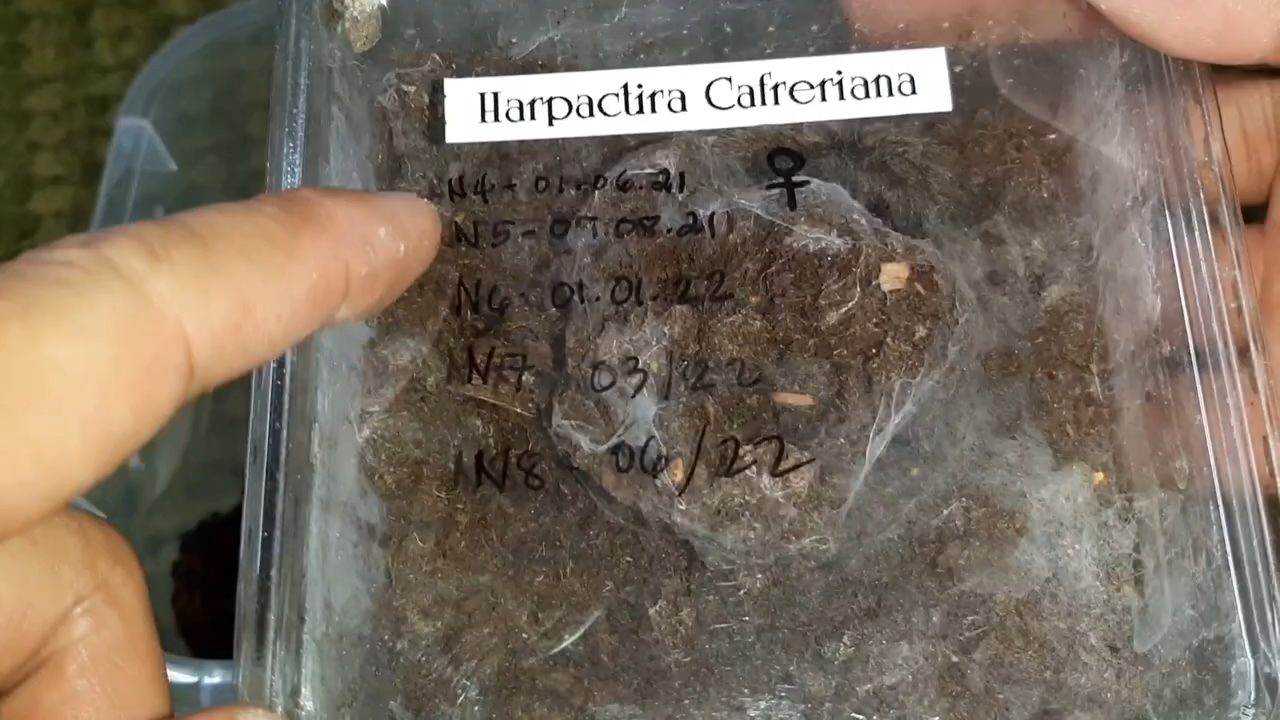 Harpactira Cafreriana
N4 - 01.06.21 ♀
N5 - 07.08.21
N6 - 01.01.22
N7 03/22
N8 - 06/22